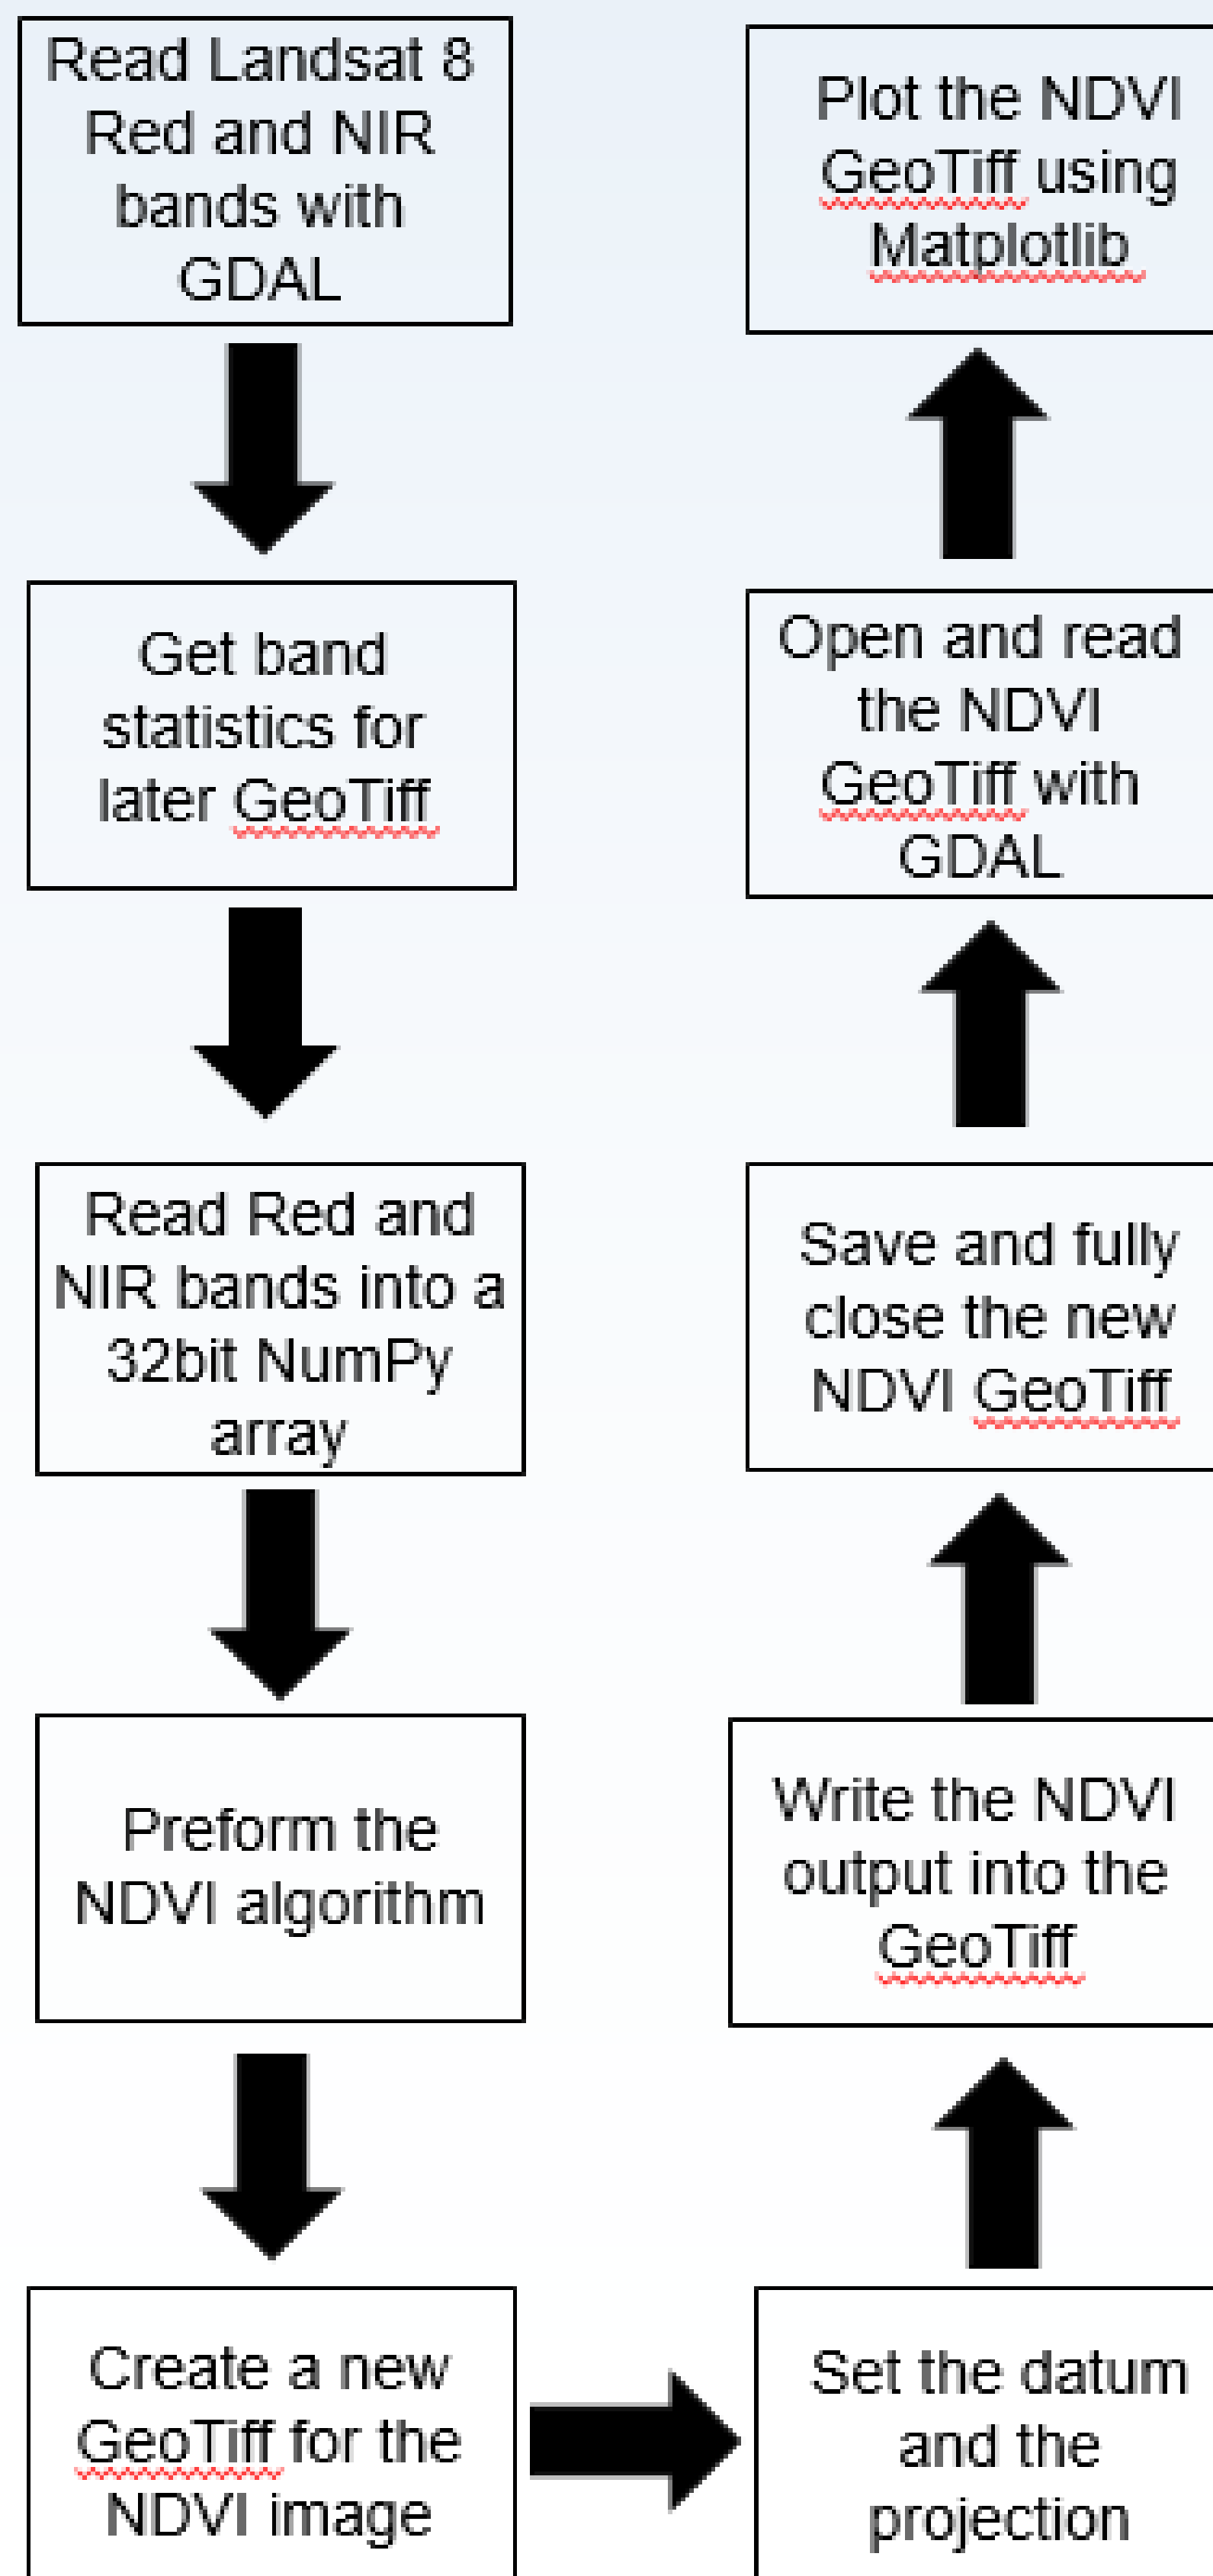 Read Landsat 8
Red and NIR
bands with
GDAL
Get band
statistics for
later GeoTiff
Read Red and
NIR bands into a
32bit NumPy
array
Preform the
NDVI algorithm
Create a new
GeoTiff for the
NDVI image
Set the datum
and the
projection
Write the NDVI
output into the
GeoTiff
Save and fully
close the new
NDVI GeoTiff
Open and read
the NDVI
GeoTiff with
GDAL
Plot the NDVI
GeoTiff using
Matplotlib